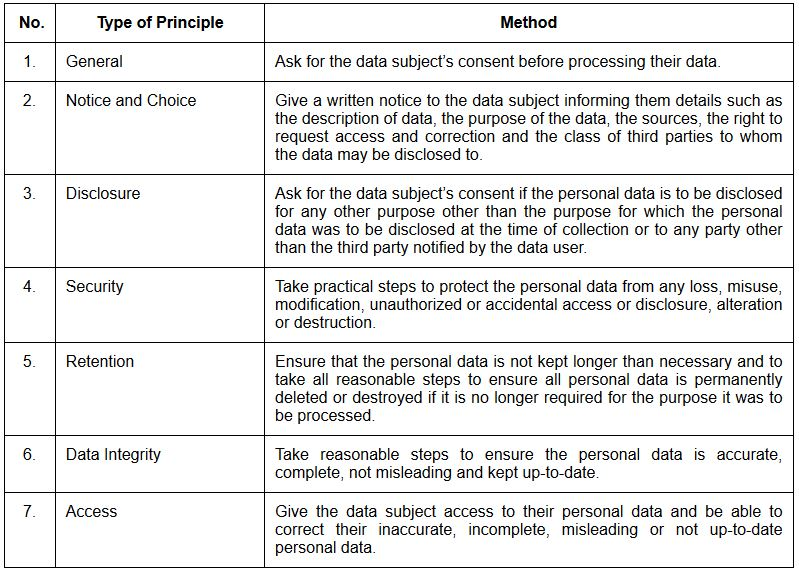 No. Type of Principle Method
1. General Ask for the data subject’s consent before processing their data.
2. Notice and Choice Give a written notice to the data subject informing them details such as
the description of data, the purpose of the data, the sources, the right to
request access and correction and the class of third parties to whom
the data may be disclosed to.
3. Disclosure Ask for the data subject’s consent if the personal data is to be disclosed
for any other purpose other than the purpose for which the personal
data was to be disclosed at the time of collection or to any party other
than the third party notified by the data user.
4. Security Take practical steps to protect the personal data from any loss, misuse,
modification, unauthorized or accidental access or disclosure, alteration
or destruction.
5. Retention Ensure that the personal data is not kept longer than necessary and to
take all reasonable steps to ensure all personal data is permanently
deleted or destroyed if it is no longer required for the purpose it was to
be processed.
6. Data Integrity Take reasonable steps to ensure the personal data is accurate,
complete, not misleading and kept up-to-date.
7. Access Give the data subject access to their personal data and be able to
correct their inaccurate, incomplete, misleading or not up-to-date
personal data.